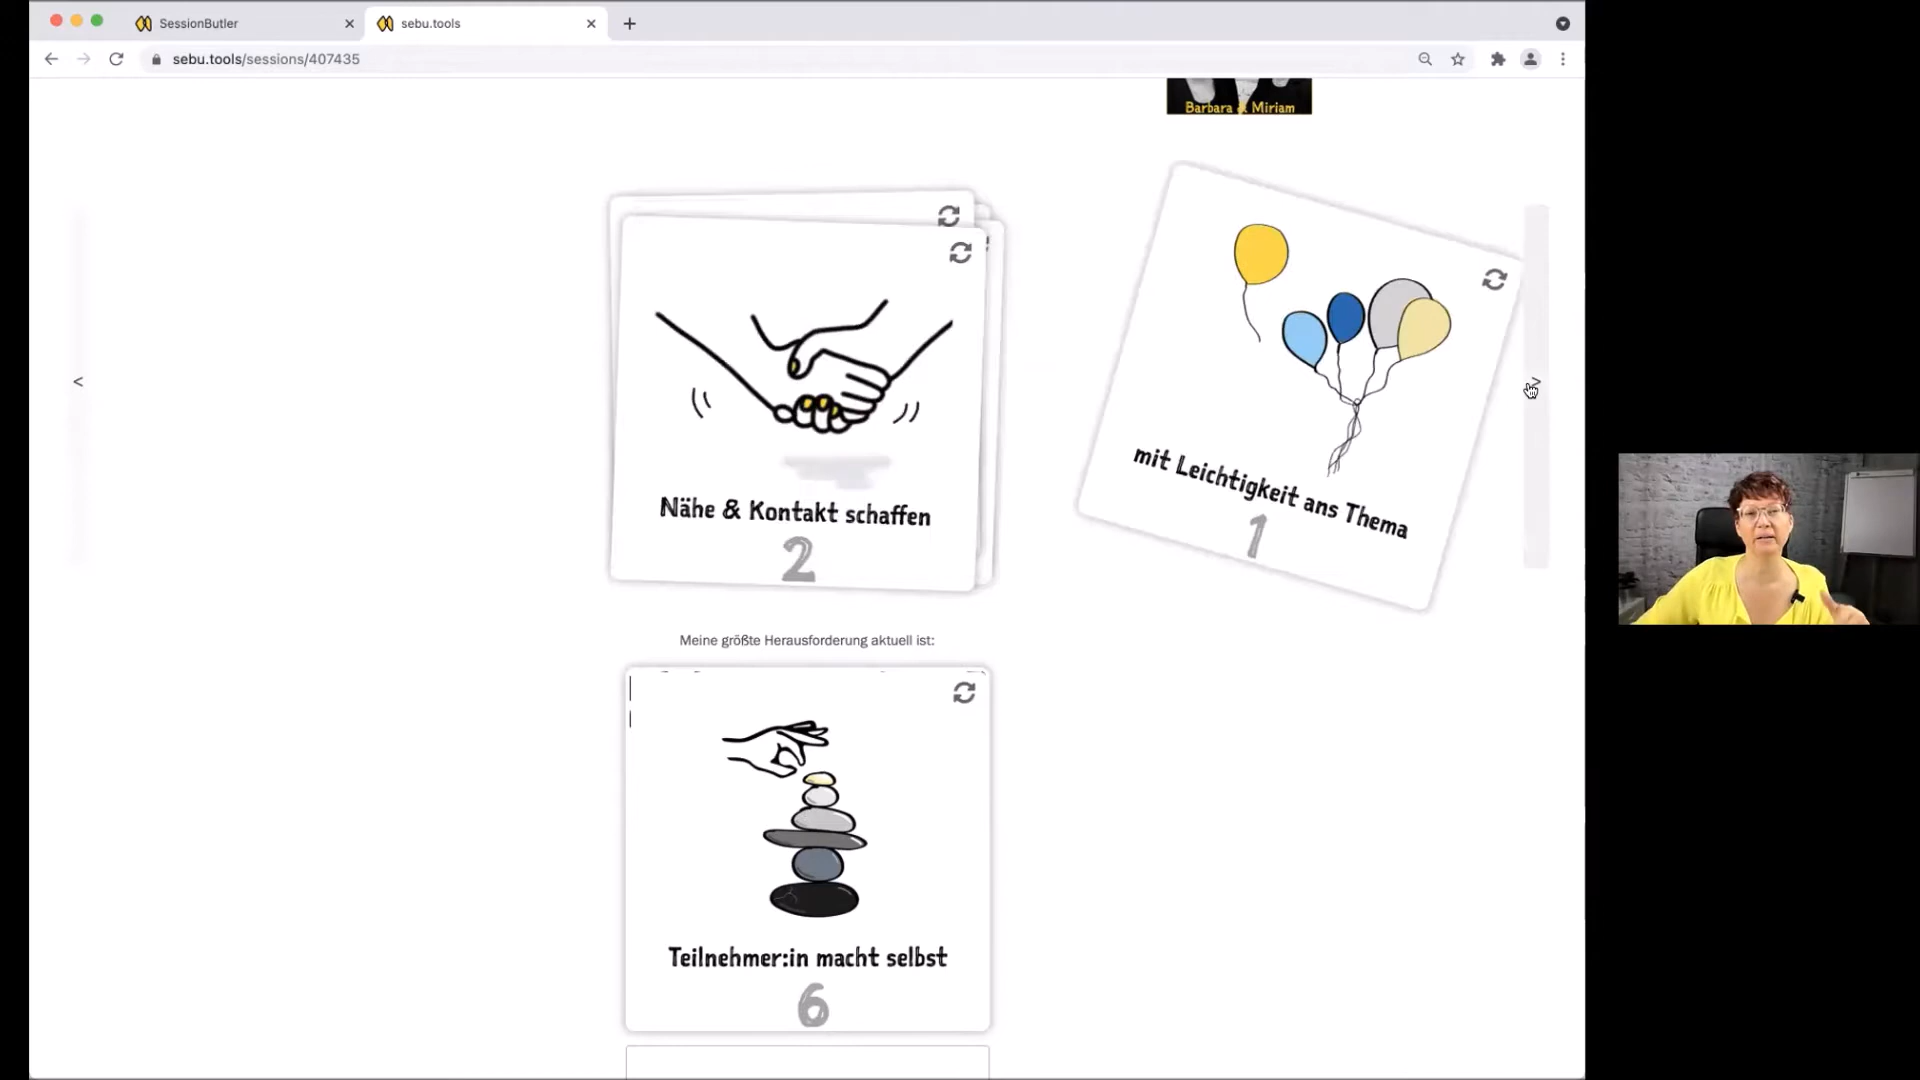 SessionButler
sebu.tools
sebu.tools/sessions/407435
Barbara & Miriam
<
>
Nähe & Kontakt schaffen
2
mit Leichtigkeit ans Thema
1
Meine größte Herausforderung aktuell ist:
Teilnehmer:in macht selbst
6